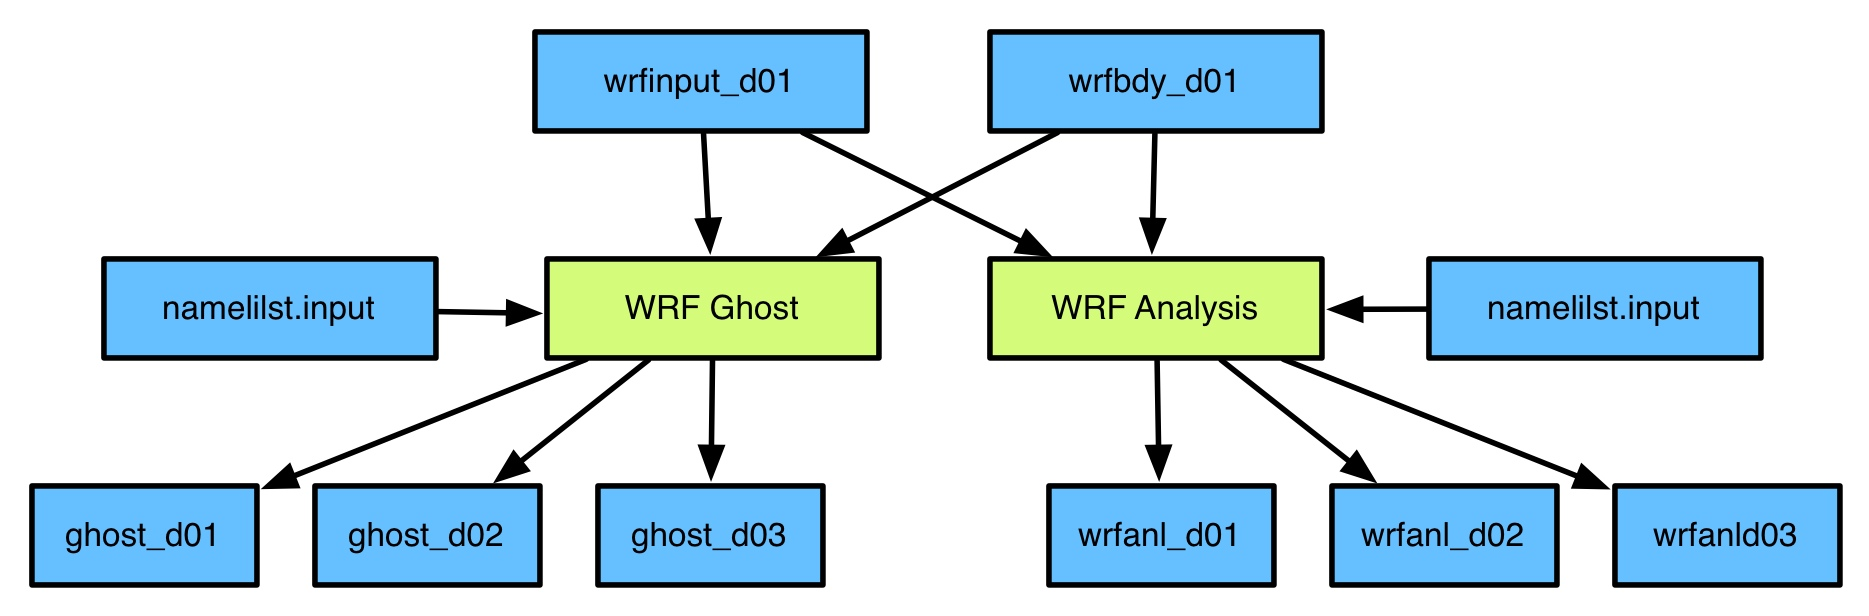 wrfinput_d01
wrfbdy_d01
namelilst.input
WRF Ghost
WRF Analysis
namelilst.input
ghost_d01
ghost_d02
ghost_d03
wrfanl_d01
wrfanl_d02
wrfanld03